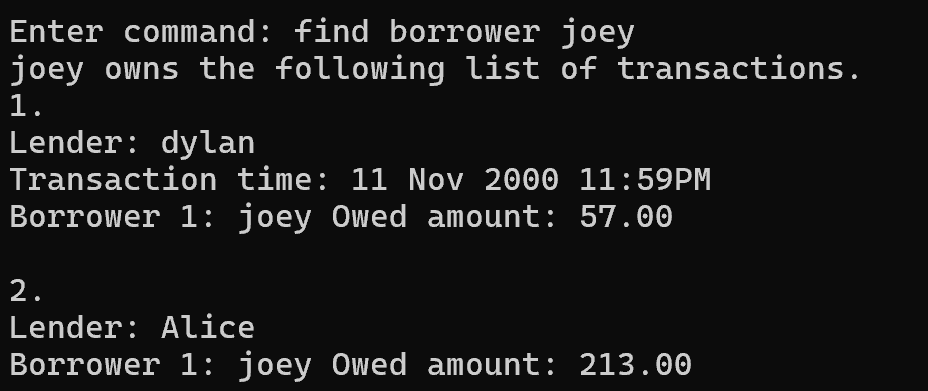 Enter command: find borrower joey
joey owns the following list of transactions.
1.
Lender: dylan
Transaction time: 11 Nov 2000 11:59PM
Borrower 1: joey Owed amount: 57.00
2.
Lender: Alice
Borrower 1: joey Owed amount: 213.00